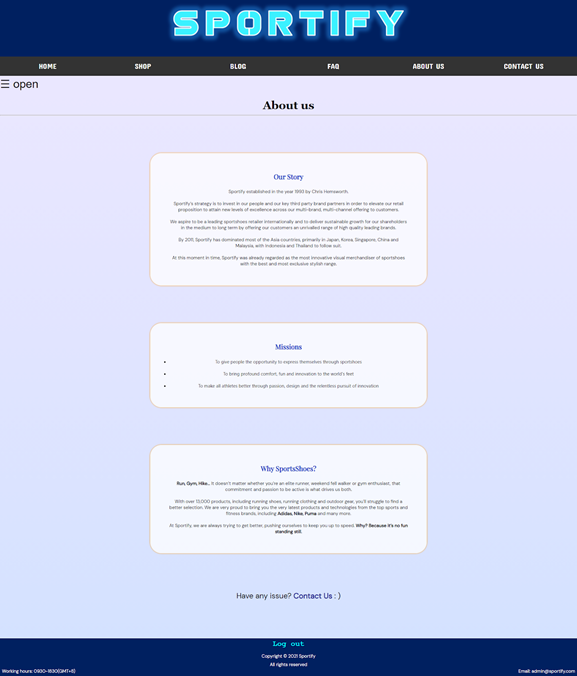 SPORTIFY
HOME SHOP BLOG FAQ ABOUT US CONTACT US
☰ open
About us
Our Story
Sportify established in the year 1993 by Chris Hemsworth.
Sportify's strategy is to invest in our people and our key third party brand partners in order to elevate our retail
proposition to attain new levels of excellence across our multi-brand, multi-channel offering to customers.
We aspire to be a leading sportshoes retailer internationally and to deliver sustainable growth for our shareholders
in the medium to long term by offering our customers an unrivalled range of high quality leading brands.
By 2011, Sportify has dominated most of the Asia countries, primarily in Japan, Korea, Singapore, China and
Malaysia, with Indonesia and Thailand to follow suit.
At this moment in time, Sportify was already regarded as the most innovative visual merchandiser of sportshoes
with the best and most exclusive stylish range.
Missions
• To give people the opportunity to express themselves through sportshoes
• To bring profound comfort, fun and innovation to the world's feet
• To make all athletes better through passion, design and the relentless pursuit of innovation
Why SportsShoes?
Run, Gym, Hike... It doesn't matter whether you're an elite runner, weekend fell walker or gym enthusiast, that
commitment and passion to be active is what drives us both.
With over 13,000 products, including running shoes, running clothing and outdoor gear, you'll struggle to find a
better selection. We are very proud to bring you the very latest products and technologies from the top sports and
fitness brands, including Adidas, Nike, Puma and many more.
At Sportify, we are always trying to get better, pushing ourselves to keep you up to speed. Why? Because it's no fun
standing still.
Have any issue? Contact Us : )
Log out
Copyright © 2021 Sportify
All rights reserved
Working hours: 0930-1830(GMT+8) Email: admin@sportify.com